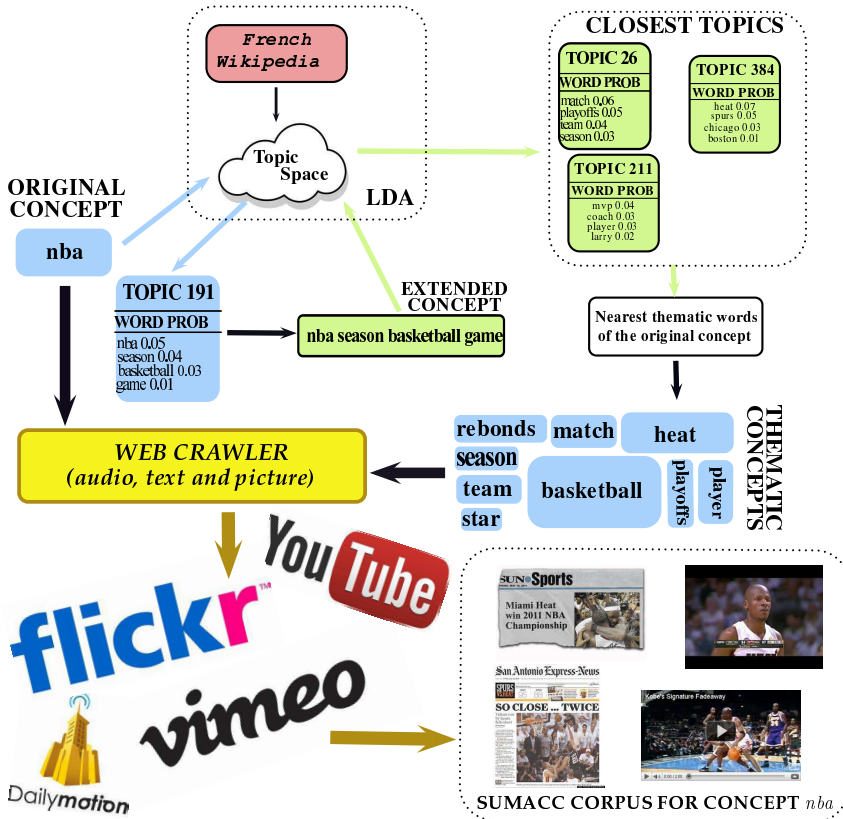 French
Wikipedia
Topic
Space
LDA
CLOSEST TOPICS
TOPIC 26
WORD PROB
match 0.06
playoffs 0.05
team 0.04
season 0.03
TOPIC 384
WORD PROB
heat 0.07
spurs 0.05
chicago 0.03
boston 0.01
TOPIC 211
WORD PROB
mvp 0.04
coach 0.03
player 0.03
larry 0.02
ORIGINAL
CONCEPT
nba
TOPIC 191
WORD PROB
nba 0.05
season 0.04
basketball 0.03
game 0.01
EXTENDED
CONCEPT
nba season basketball game
Nearest thematic words
of the original concept
THEMATIC
CONCEPTS
rebonds
match
heat
season
team
star
basketball
playoffs
player
WEB CRAWLER
(audio, text and picture)
YouTube
flickr™
vimeo
Dailymotion
SUN Sports
Miami Heat
win 2011 NBA
Championship
San Antonio Express-News
SPURS
SO CLOSE ... TWICE
Kobe's Signature Fadeaway
SUMACC CORPUS FOR CONCEPT nba